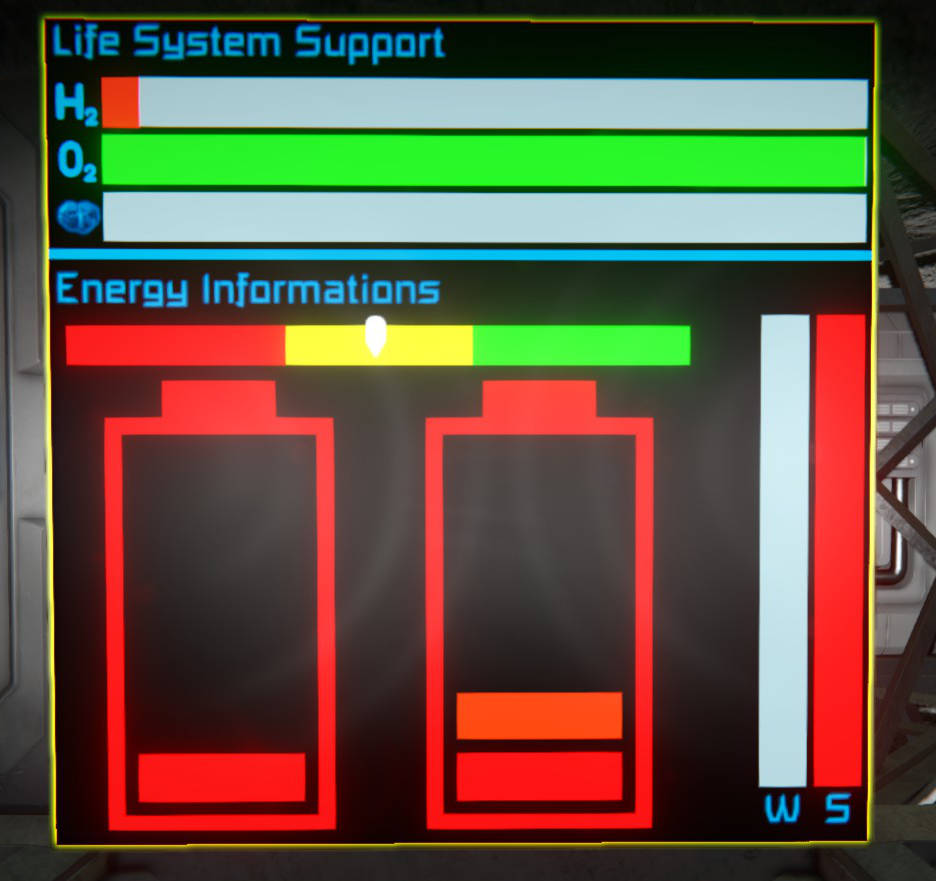 Life System Support
H₂
O₂
Energy Informations
W S